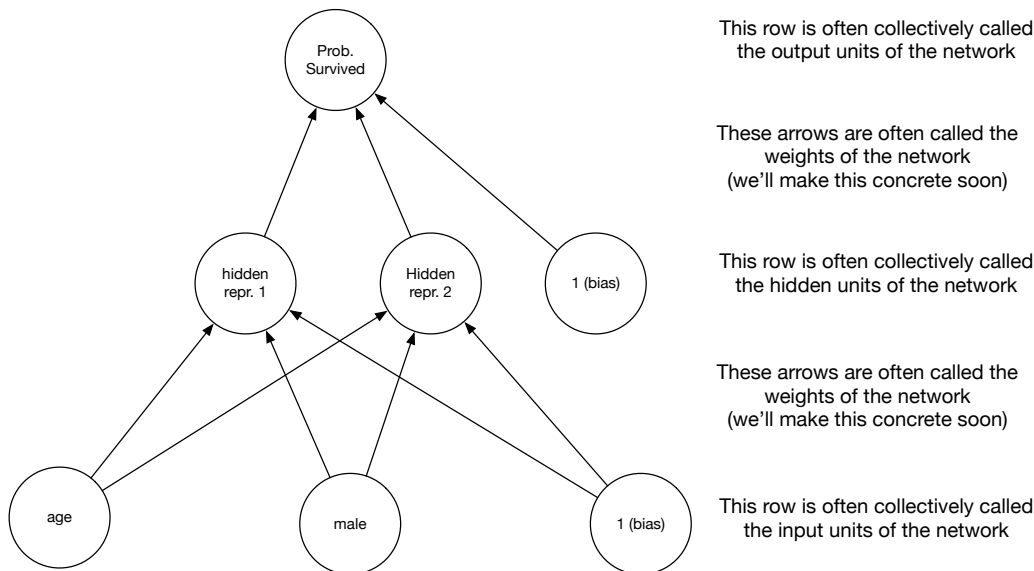 Prob.
Survived
This row is often collectively called
the output units of the network
These arrows are often called the
weights of the network
(we'll make this concrete soon)
hidden
repr. 1
Hidden
repr. 2
1 (bias)
This row is often collectively called
the hidden units of the network
These arrows are often called the
weights of the network
(we'll make this concrete soon)
age
male
1 (bias)
This row is often collectively called
the input units of the network